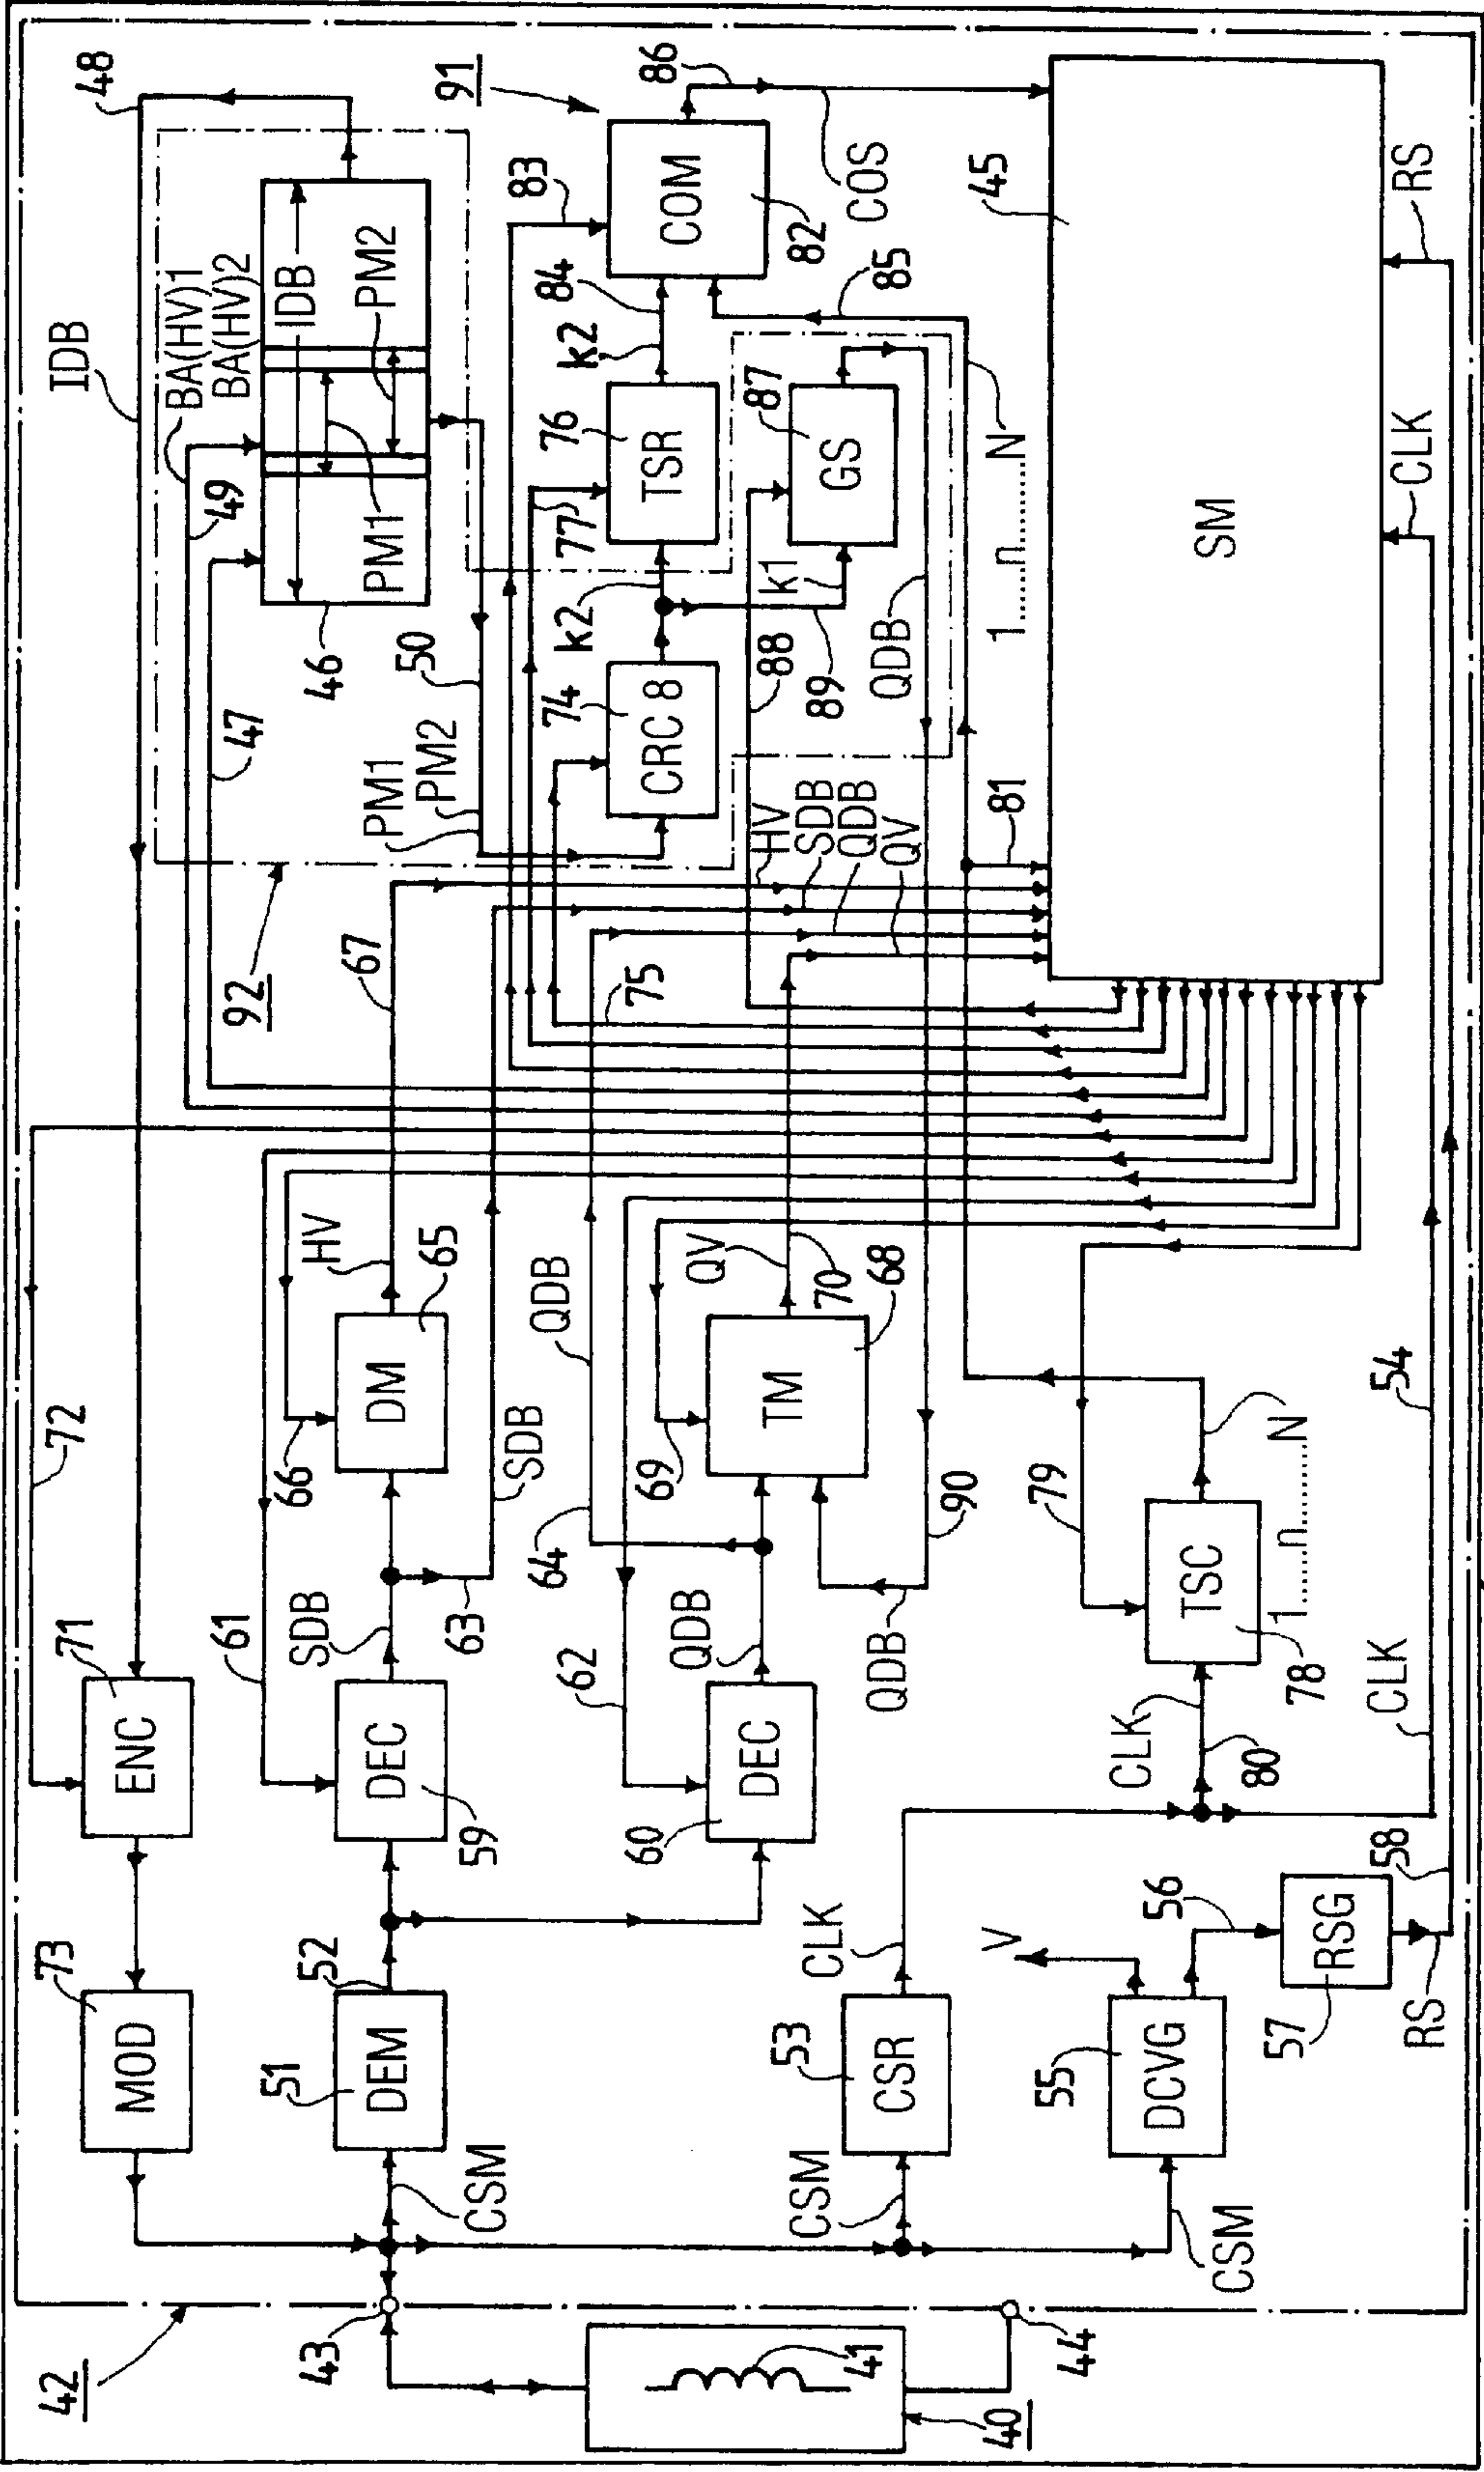 42
43
44
40
41
73
MOD
71
ENC
72
IDB
48
51
DEM
52
CSM
59
DEC
SDB
61
63
SDB
65
DM
66
HV
67
92
47
49
BA(HV)1
BA(HV)2
46
IDB
PM1
PM2
50
PM1
PM2
60
DEC
62
QDB
64
QDB
68
TM
69
QV
70
QDB
90
74
CRC 8
75
k2
76
TSR
77
k2
84
83
COM
82
91
86
COS
85
88
89
k1
87
GS
QDB
HV
SDB
QDB
QV
81
1.....n..........N
45
SM
53
CSR
CSM
CLK
CLK
80
78
TSC
79
1.....n..........N
54
CLK
CLK
55
DCVG
CSM
V
56
57
RSG
RS
58
RS